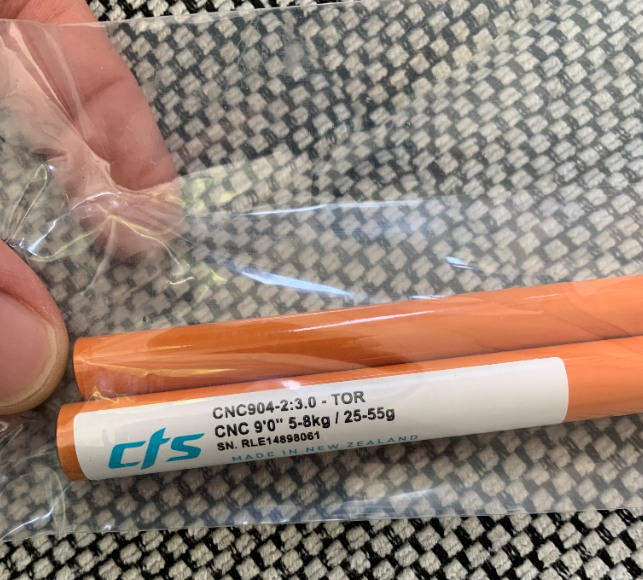 CNC904-2:3.0 - TOR
CNC 9'0" 5-8kg / 25-55g
SN. RLE14898061
cts
MADE IN NEW ZEALAND